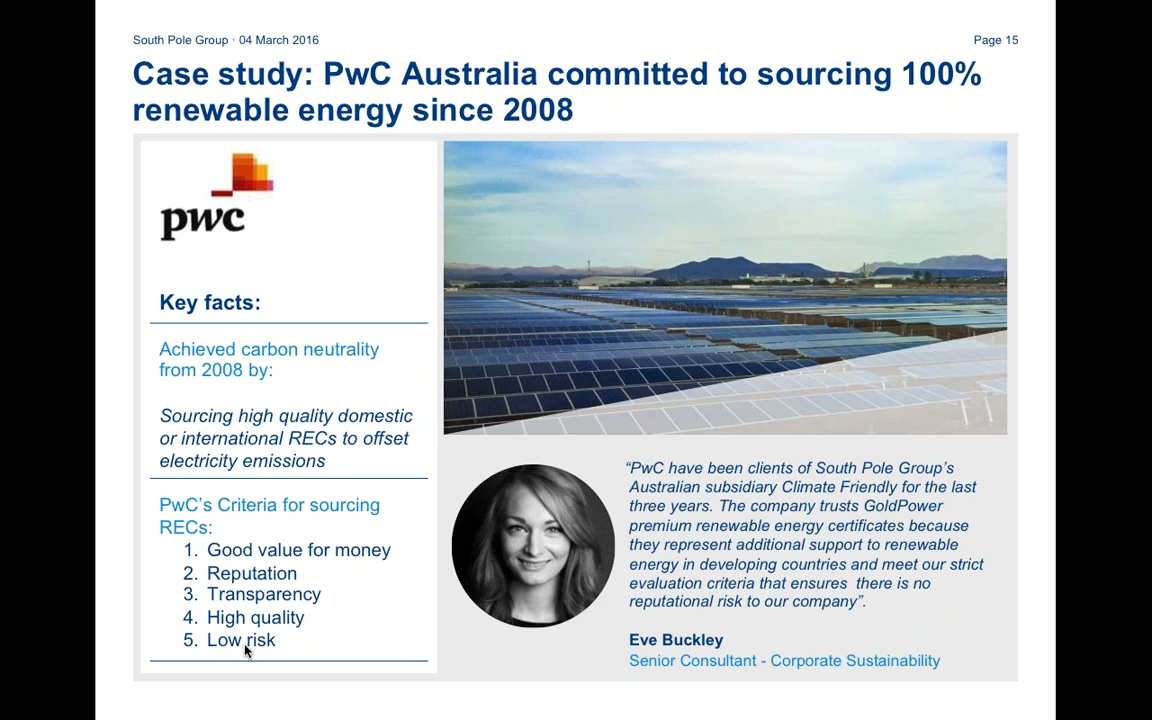 South Pole Group · 04 March 2016
Page 15
Case study: PwC Australia committed to sourcing 100%
renewable energy since 2008
pwc
Key facts:
Achieved carbon neutrality
from 2008 by:
Sourcing high quality domestic
or international RECs to offset
electricity emissions
PwC’s Criteria for sourcing
RECs:
1. Good value for money
2. Reputation
3. Transparency
4. High quality
5. Low risk
“PwC have been clients of South Pole Group’s
Australian subsidiary Climate Friendly for the last
three years. The company trusts GoldPower
premium renewable energy certificates because
they represent additional support to renewable
energy in developing countries and meet our strict
evaluation criteria that ensures there is no
reputational risk to our company”.
Eve Buckley
Senior Consultant - Corporate Sustainability